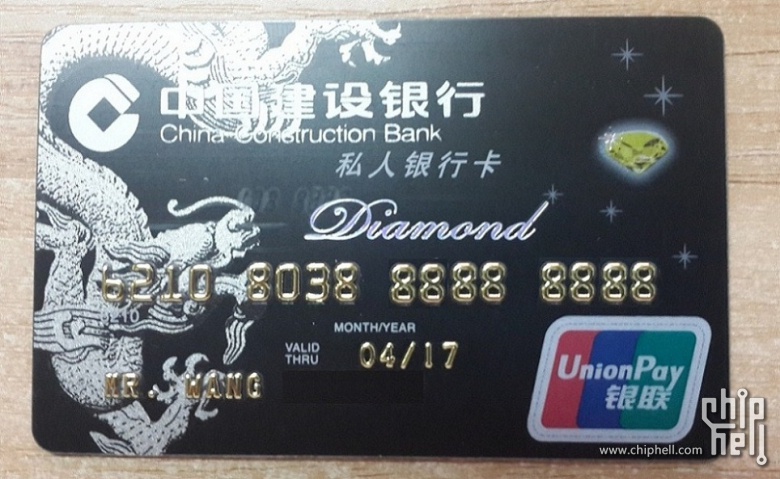 中国建设银行
China Construction Bank
私人银行卡
Diamond
6210 8038 8888 8888
6210
MONTH/YEAR
VALID THRU 04/17
MR. WANG
UnionPay
银联
chip hell
www.chiphell.com